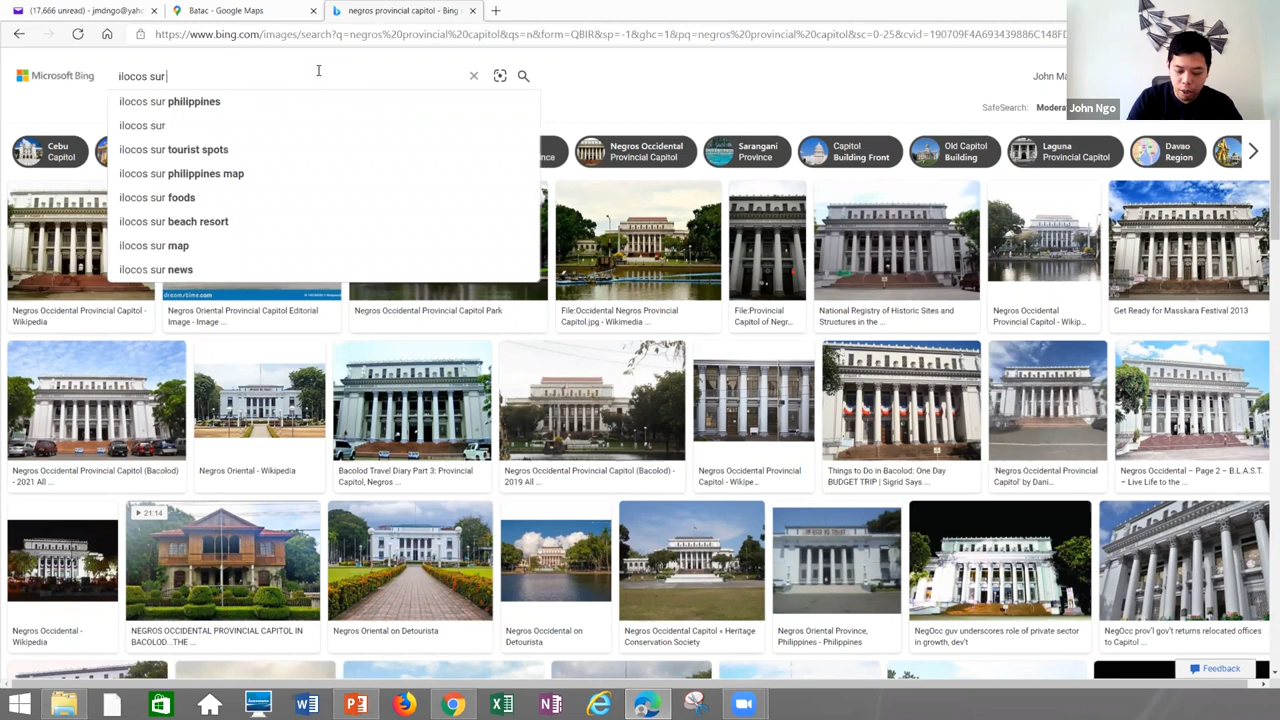 (17,666 unread) - jmdngo@yah
Batac - Google Maps
negros provincial capitol - Bing
https://www.bing.com/images/search?q=negros%20provincial%20capitol&qs=n&form=QBIR&sp=-1&ghc=1&pq=negros%20provincial%20capitol&sc=0-25&cvid=190709F4A693439886C148FD
Microsoft Bing
ilocos sur
John Ma
John Ngo
SafeSearch: Modera
ilocos sur philippines
ilocos sur
ilocos sur tourist spots
ilocos sur philippines map
ilocos sur foods
ilocos sur beach resort
ilocos sur map
ilocos sur news
Cebu
Capitol
nce
Negros Occidental
Provincial Capitol
Sarangani
Province
Capitol
Building Front
Old Capitol
Building
Laguna
Provincial Capitol
Davao
Region
dreamstime.com
Negros Occidental Provincial Capitol -
Wikipedia
Negros Oriental Provincial Capitol Editorial
Image - Image ...
Negros Occidental Provincial Capitol Park
File:Occidental Negros Provincial
Capitol.jpg - Wikimedia ...
File:Provincial
Capitol of Negr...
National Registry of Historic Sites and
Structures in the ...
Negros Occidental
Provincial Capitol - Wikip...
Get Ready for Masskara Festival 2013
Negros Occidental Provincial Capitol (Bacolod)
- 2021 All ...
Negros Oriental - Wikipedia
Bacolod Travel Diary Part 3: Provincial
Capitol, Negros ...
Negros Occidental Provincial Capitol (Bacolod) -
2019 All ...
Negros Occidental Provincial
Capitol - Wikipe...
Things to Do in Bacolod: One Day
BUDGET TRIP | Sigrid Says ...
'Negros Occidental Provincial
Capitol' by Dani...
Negros Occidental – Page 2 – B.L.A.S.T.
– Live Life to the ...
21:14
Negros Occidental -
Wikipedia
NEGROS OCCIDENTAL PROVINCIAL CAPITOL IN
BACOLOD...THE ...
Negros Oriental on Detourista
Negros Occidental on
Detourista
Negros Occidental Capitol « Heritage
Conservation Society
Negros Oriental Province,
Philippines - Philippines
NegOcc guv underscores role of private sector
in growth, dev't
NegOcc prov'l gov't returns relocated offices
to Capitol ...
Feedback